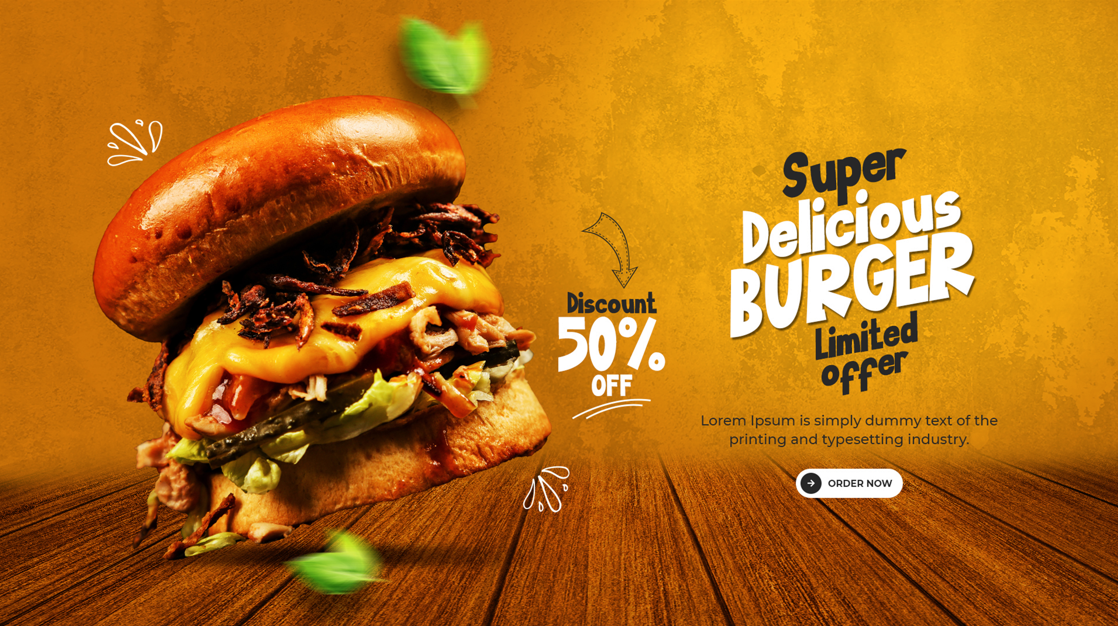 Discount
50%
OFF
Super
Delicious
BURGER
Limited
offer
Lorem Ipsum is simply dummy text of the
printing and typesetting industry.
ORDER NOW